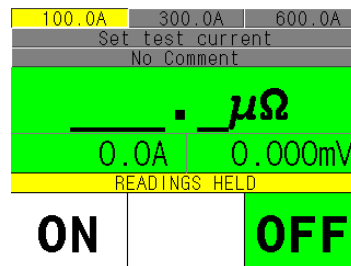 100.0A 300.0A 600.0A
Set test current
No Comment
___._µΩ
0.0A 0.000mV
READINGS HELD
ON OFF